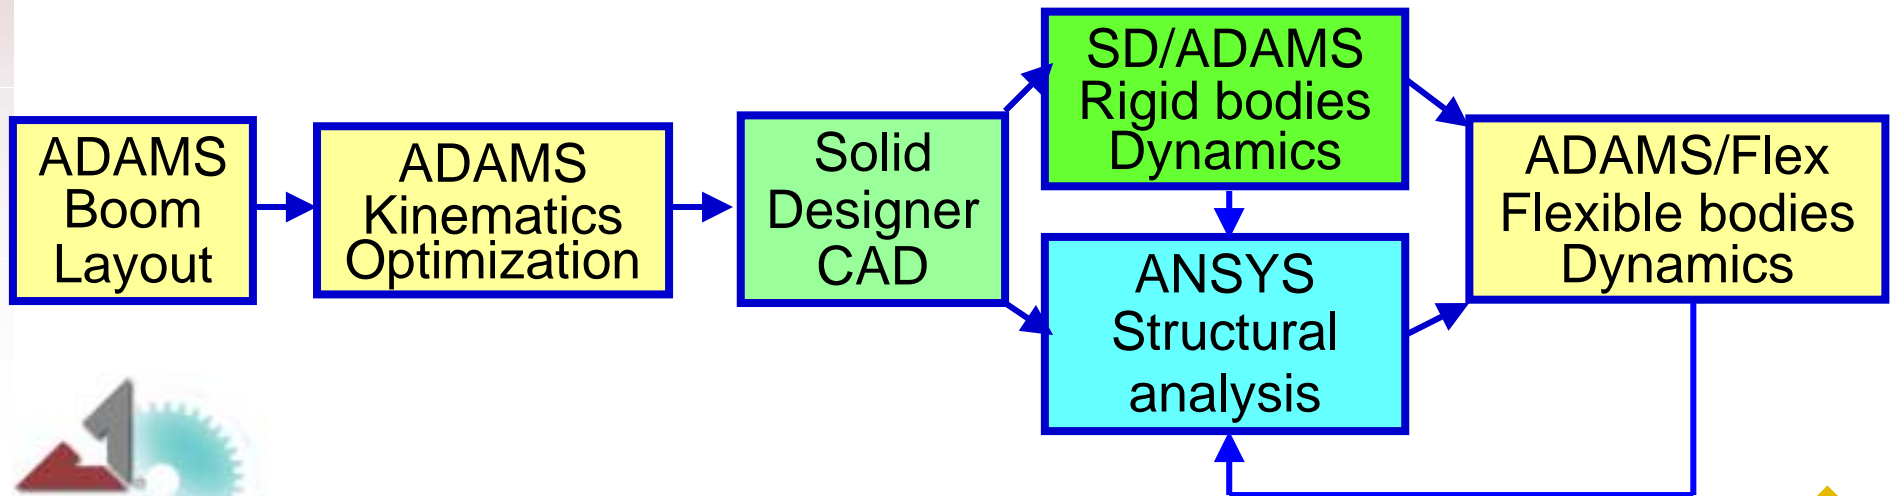 ADAMS
Boom
Layout
ADAMS
Kinematics
Optimization
Solid
Designer
CAD
SD/ADAMS
Rigid bodies
Dynamics
ANSYS
Structural
analysis
ADAMS/Flex
Flexible bodies
Dynamics